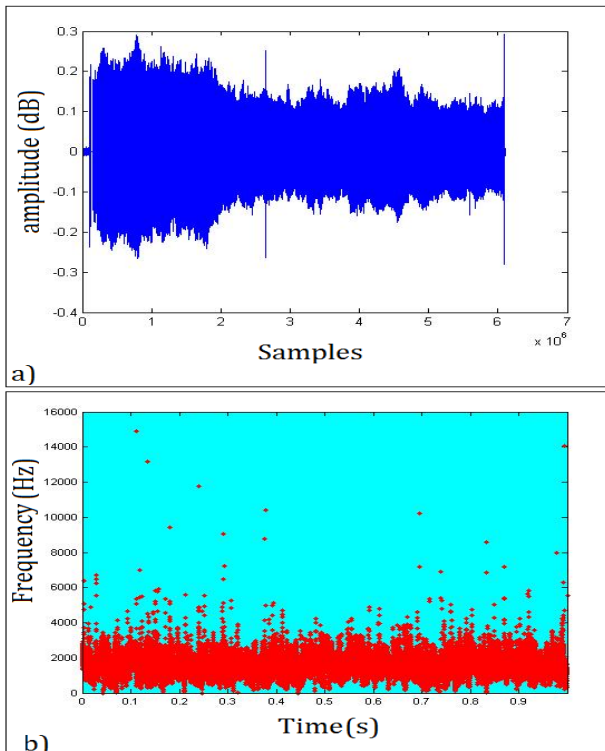 0.3
0.2
0.1
0
-0.1
-0.2
-0.3
-0.4
amplitude (dB)
0 1 2 3 4 5 6 7
x 10^6
Samples
a)
16000
14000
12000
10000
8000
6000
4000
2000
0
Frequency (Hz)
0 0.1 0.2 0.3 0.4 0.5 0.6 0.7 0.8 0.9
Time(s)
b)